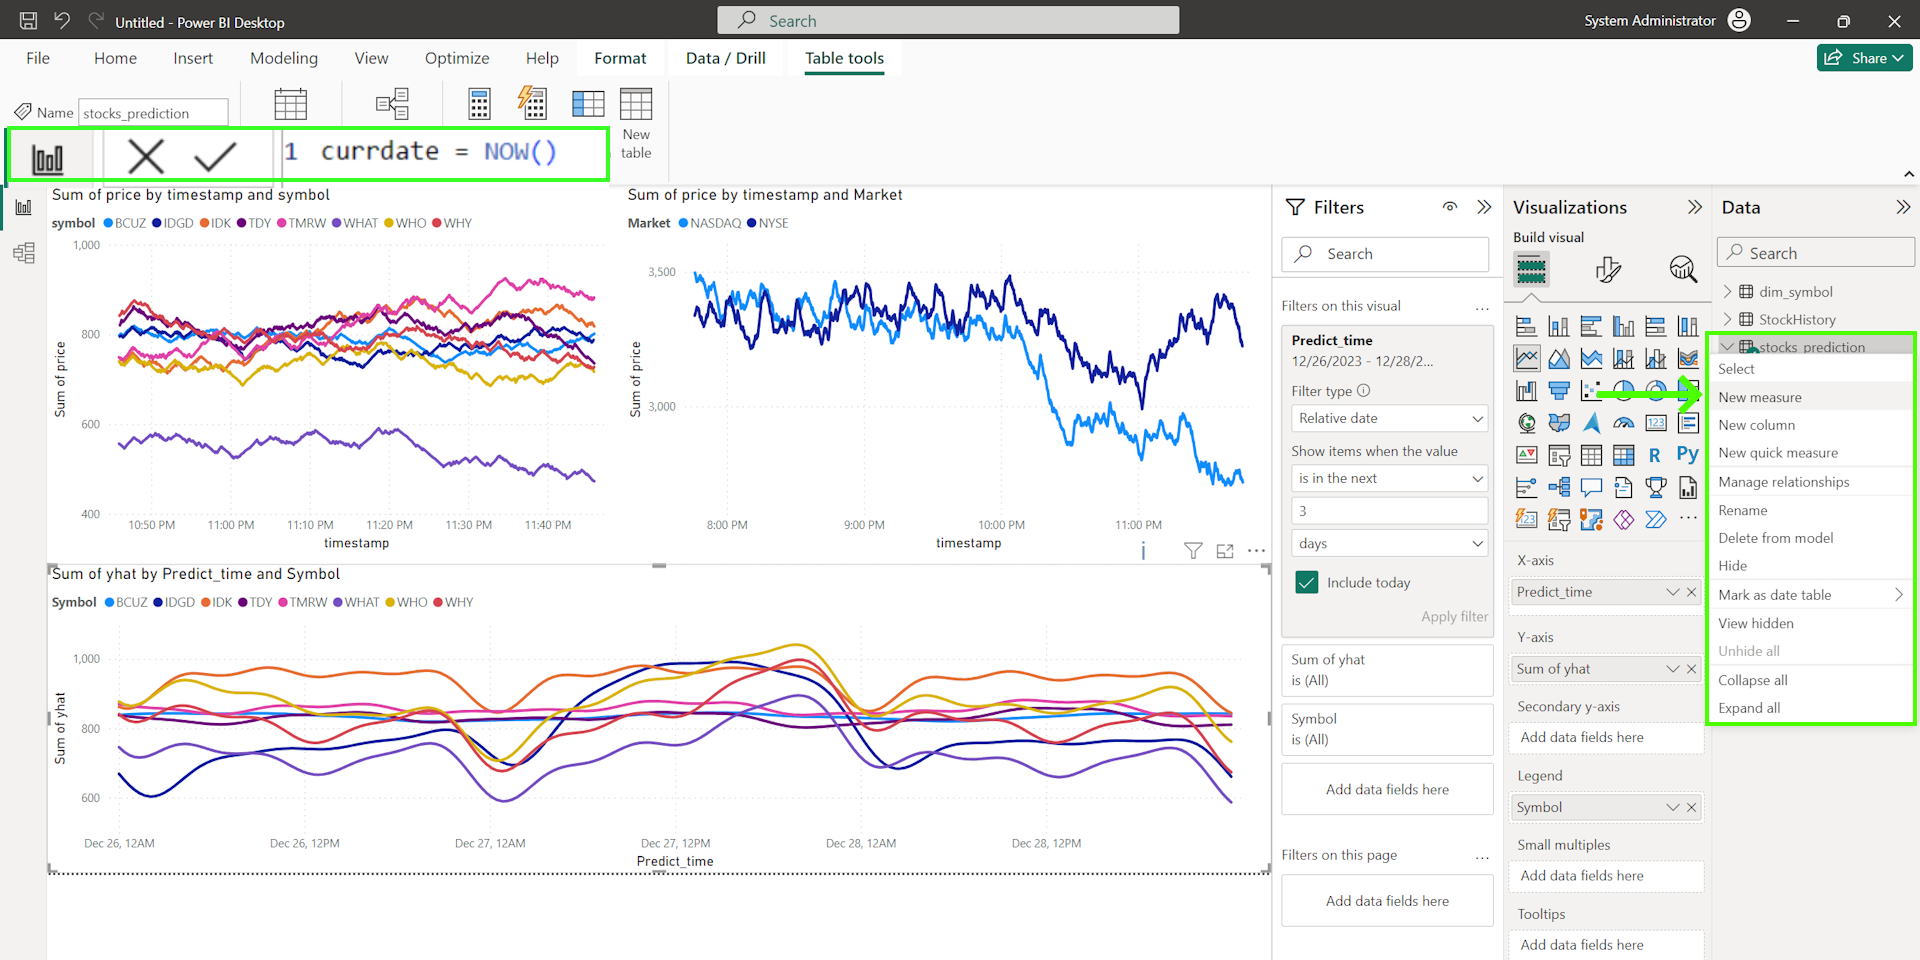 Untitled - Power BI Desktop
Search
System Administrator
File Home Insert Modeling View Optimize Help Format Data / Drill Table tools
Share
Name stocks_prediction
New
table
1 currdate = NOW()
Sum of price by timestamp and symbol
symbol BCUZ IDGD IDK TDY TMRW WHAT WHO WHY
1,000
800
600
400
Sum of price
10:50 PM 11:00 PM 11:10 PM 11:20 PM 11:30 PM 11:40 PM
timestamp
Sum of price by timestamp and Market
Market NASDAQ NYSE
3,500
3,000
Sum of price
8:00 PM 9:00 PM 10:00 PM 11:00 PM
timestamp
Sum of yhat by Predict_time and Symbol
Symbol BCUZ IDGD IDK TDY TMRW WHAT WHO WHY
1,000
800
600
Sum of yhat
Dec 26, 12AM Dec 26, 12PM Dec 27, 12AM Dec 27, 12PM Dec 28, 12AM Dec 28, 12PM
Predict_time
Filters
Search
Filters on this visual
...
Predict_time
12/26/2023 - 12/28/2...
Filter type
Relative date
Show items when the value
is in the next
3
days
Include today
Apply filter
Sum of yhat
is (All)
Symbol
is (All)
Add data fields here
Filters on this page
...
Add data fields here
Visualizations
Build visual
123
R Py
123
...
X-axis
Predict_time
Y-axis
Sum of yhat
Secondary y-axis
Add data fields here
Legend
Symbol
Small multiples
Add data fields here
Tooltips
Add data fields here
Data
Search
dim_symbol
StockHistory
stocks_prediction
Select
New measure
New column
New quick measure
Manage relationships
Rename
Delete from model
Hide
Mark as date table
View hidden
Unhide all
Collapse all
Expand all